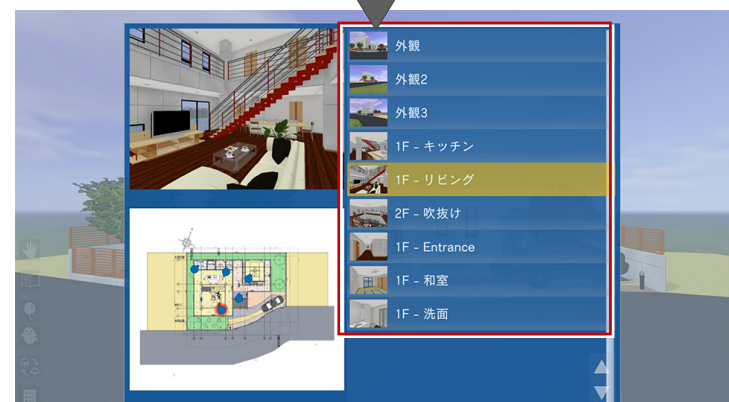 外観
外観2
外観3
1F - キッチン
1F - リビング
2F - 吹抜け
1F - Entrance
1F - 和室
1F - 洗面